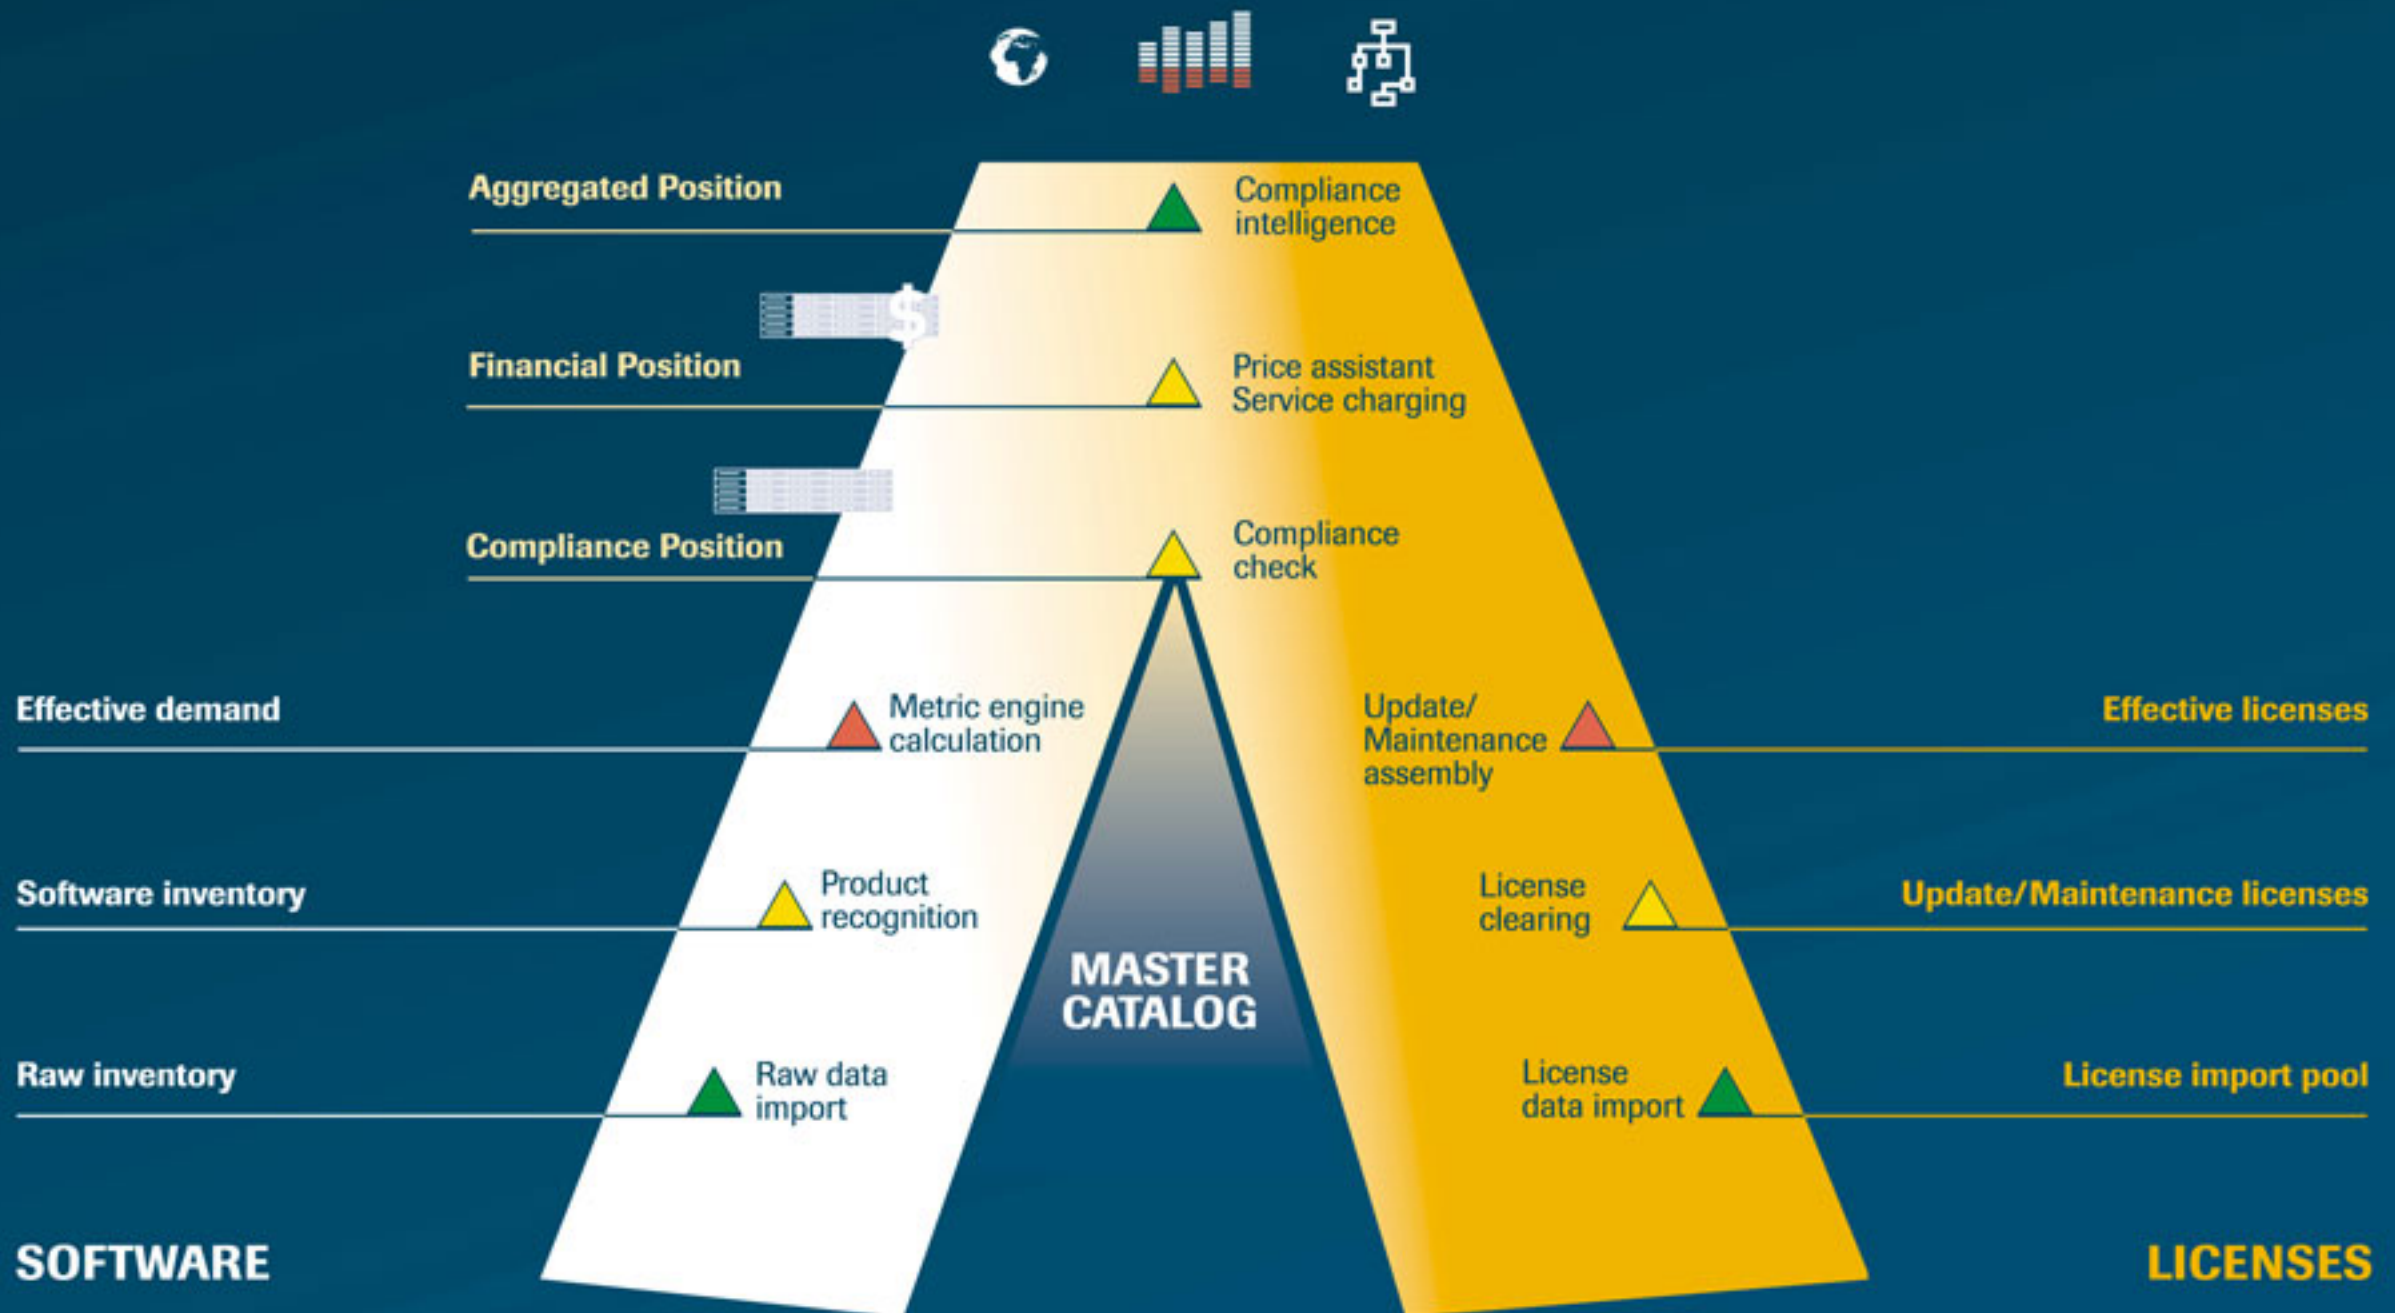 Aggregated Position
Compliance
intelligence
$
Financial Position
Price assistant
Service charging
Compliance Position
Compliance
check
Effective demand
Metric engine
calculation
Update/
Maintenance
assembly
Effective licenses
Software inventory
Product
recognition
License
clearing
Update/Maintenance licenses
MASTER
CATALOG
Raw inventory
Raw data
import
License
data import
License import pool
SOFTWARE
LICENSES